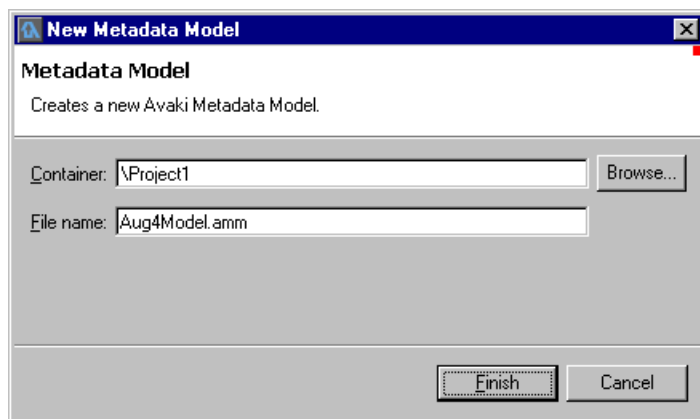 New Metadata Model
Metadata Model
Creates a new Avaki Metadata Model.
Container: \Project1 Browse...
File name: Aug4Model.amm
Finish Cancel